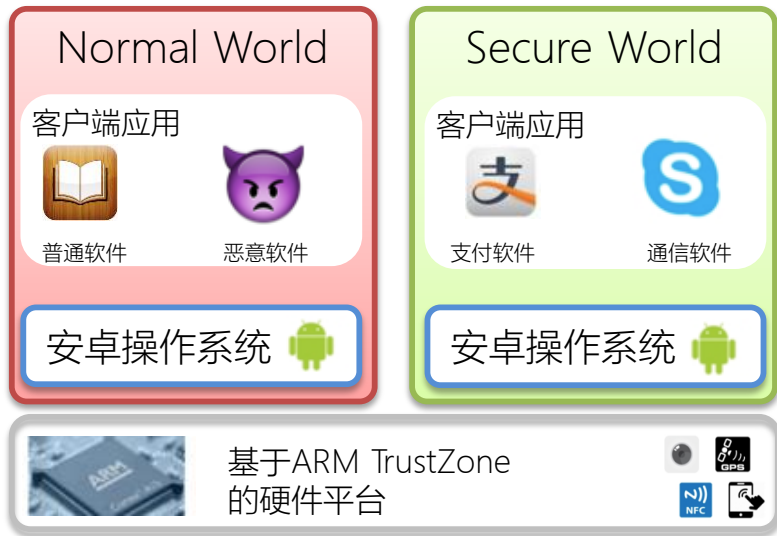 Normal World
客户端应用
普通软件
恶意软件
安卓操作系统
Secure World
客户端应用
支
S
支付软件
通信软件
安卓操作系统
ARM
基于ARM TrustZone
的硬件平台
GPS
NFC